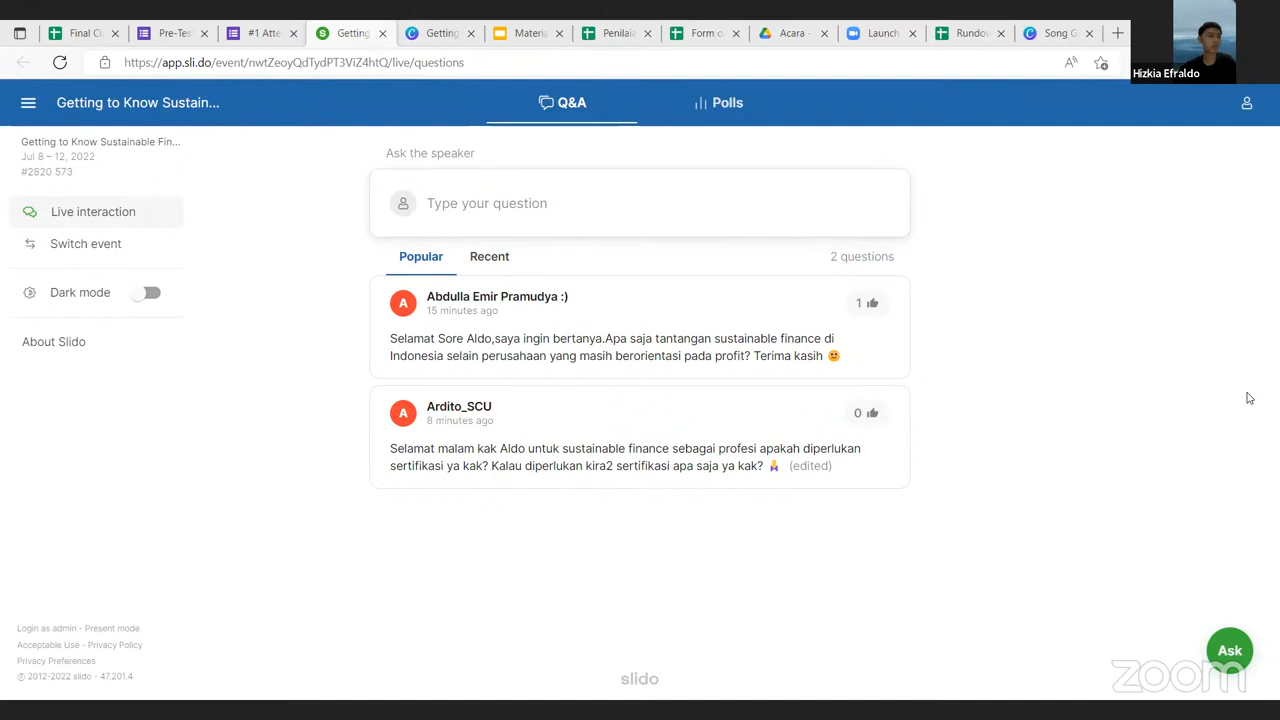 Final Cl
Pre-Tes
#1 Atte
Getting
Getting
Materia
Penilaia
Form o
Acara -
Launch
Rundov
Song G
https://app.sli.do/event/nwtZeoyQdTydPT3ViZ4htQ/live/questions
Hizkia Efraldo
Getting to Know Sustain...
Q&A
Polls
Getting to Know Sustainable Fin...
Jul 8 – 12, 2022
#2820 573
Live interaction
Switch event
Dark mode
About Slido
Ask the speaker
Type your question
Popular
Recent
2 questions
A
Abdulla Emir Pramudya :)
15 minutes ago
1
Selamat Sore Aldo,saya ingin bertanya.Apa saja tantangan sustainable finance di
Indonesia selain perusahaan yang masih berorientasi pada profit? Terima kasih
A
Ardito_SCU
8 minutes ago
0
Selamat malam kak Aldo untuk sustainable finance sebagai profesi apakah diperlukan
sertifikasi ya kak? Kalau diperlukan kira2 sertifikasi apa saja ya kak? (edited)
Login as admin - Present mode
Acceptable Use - Privacy Policy
Privacy Preferences
© 2012-2022 slido - 47.201.4
slido
Ask
zoom